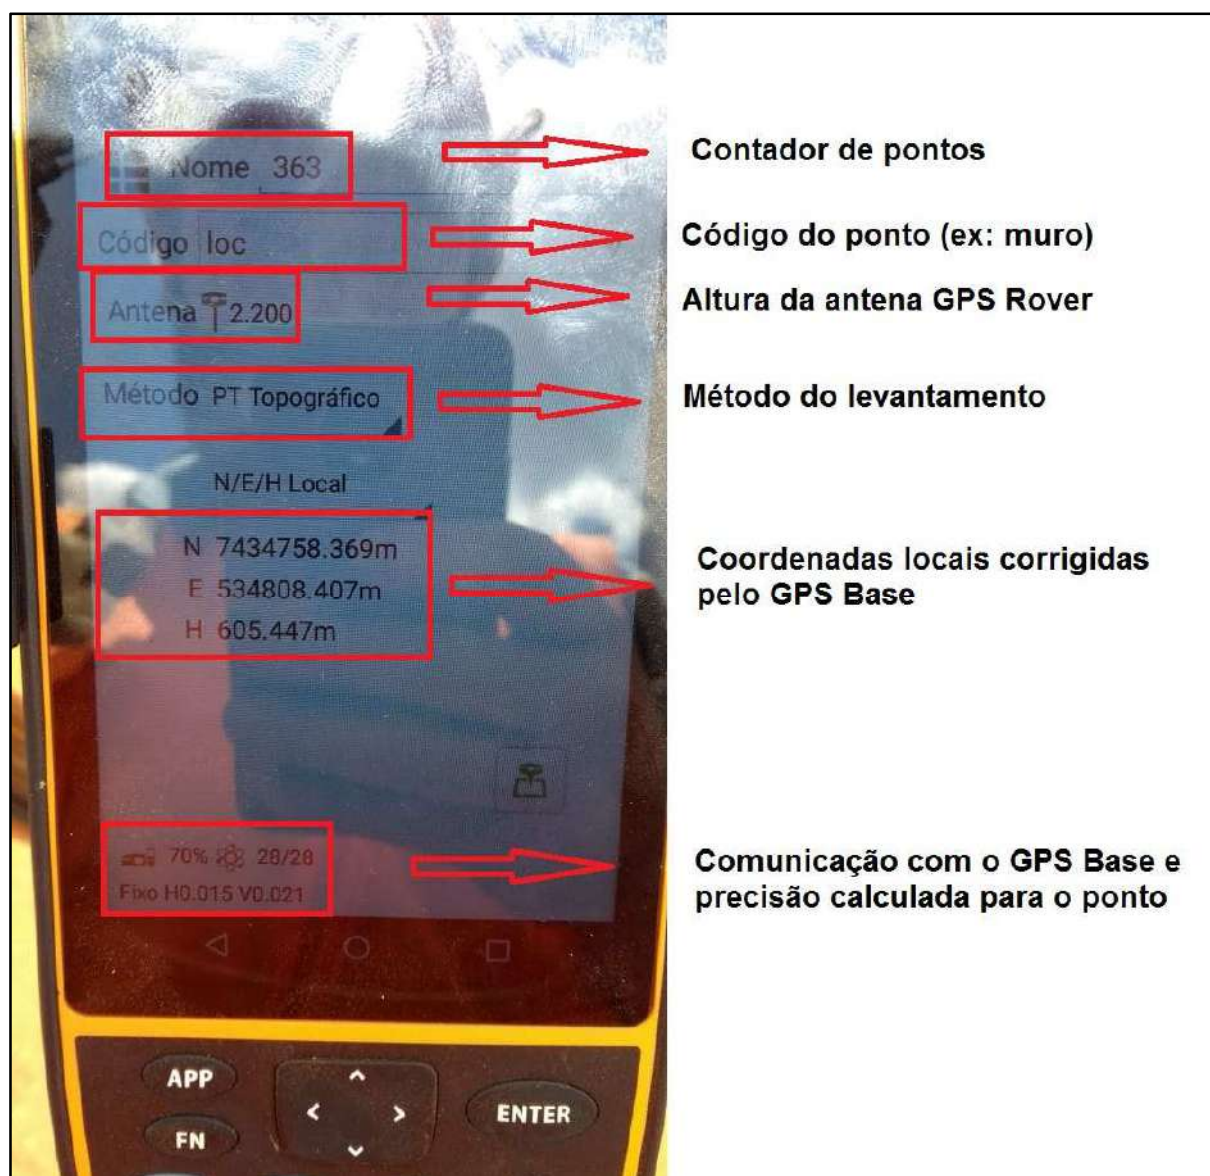 Nome 363
Contador de pontos
Código loc
Código do ponto (ex: muro)
Antena 2.200
Altura da antena GPS Rover
Método PT Topográfico
Método do levantamento
N/E/H Local
N 7434758.369m
E 534808.407m
H 605.447m
Coordenadas locais corrigidas
pelo GPS Base
70% 28/28
Fixo H0.015 V0.021
Comunicação com o GPS Base e
precisão calculada para o ponto
APP
FN
ENTER